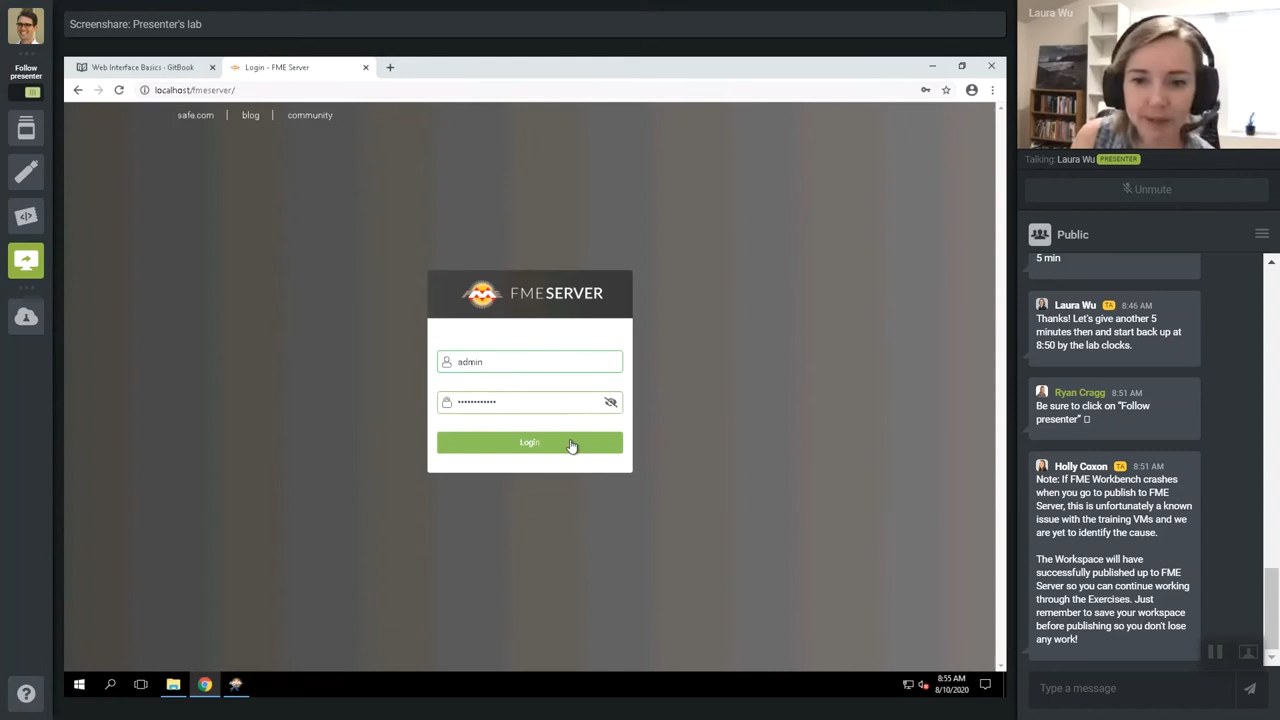 Screenshare: Presenter's lab
Laura Wu
Follow
presenter
Web Interface Basics · GitBook
Login - FME Server
localhost/fmeserver/
safe.com
blog
community
FMESERVER
admin
••••••••••••
Login
8:55 AM
8/10/2020
Talking: Laura Wu PRESENTER
Unmute
Public
5 min
Laura Wu TA 8:46 AM
Thanks! Let's give another 5
minutes then and start back up at
8:50 by the lab clocks.
Ryan Cragg 8:51 AM
Be sure to click on "Follow
presenter"
Holly Coxon TA 8:51 AM
Note: If FME Workbench crashes
when you go to publish to FME
Server, this is unfortunately a known
issue with the training VMs and we
are yet to identify the cause.
The Workspace will have
successfully published up to FME
Server so you can continue working
through the Exercises. Just
remember to save your workspace
before publishing so you don't lose
any work!
Type a message